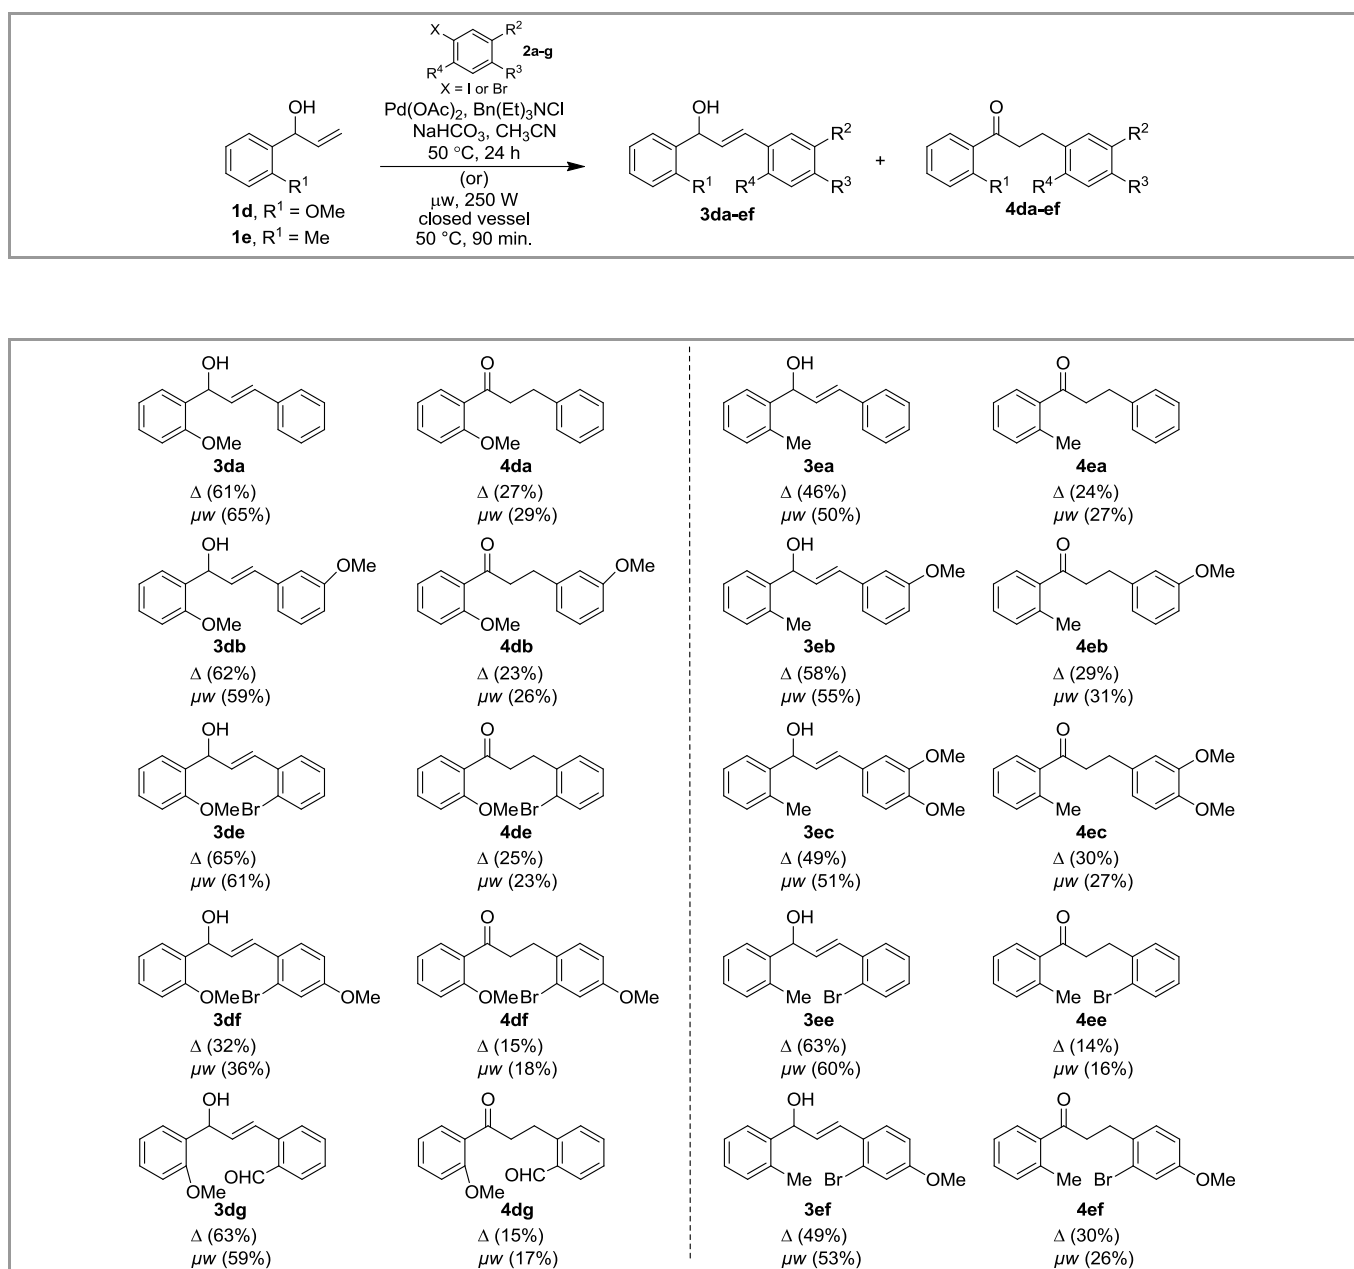 X
R2
2a-g
R4
R3
X = I or Br
Pd(OAc)2, Bn(Et)3NCl
NaHCO3, CH3CN
50 °C, 24 h
(or)
μw, 250 W
closed vessel
50 °C, 90 min.
OH
R1
1d, R1 = OMe
1e, R1 = Me
OH
R2
R1
R4
R3
3da-ef
+
O
R2
R1
R4
R3
4da-ef
OH
OMe
3da
Δ (61%)
μw (65%)
O
OMe
4da
Δ (27%)
μw (29%)
OH
Me
3ea
Δ (46%)
μw (50%)
O
Me
4ea
Δ (24%)
μw (27%)
OH
OMe
OMe
3db
Δ (62%)
μw (59%)
O
OMe
OMe
4db
Δ (23%)
μw (26%)
OH
OMe
Me
3eb
Δ (58%)
μw (55%)
O
OMe
Me
4eb
Δ (29%)
μw (31%)
OH
OMeBr
3de
Δ (65%)
μw (61%)
O
OMeBr
4de
Δ (25%)
μw (23%)
OH
OMe
Me
OMe
3ec
Δ (49%)
μw (51%)
O
OMe
Me
OMe
4ec
Δ (30%)
μw (27%)
OH
OMeBr
OMe
3df
Δ (32%)
μw (36%)
O
OMeBr
OMe
4df
Δ (15%)
μw (18%)
OH
Me Br
3ee
Δ (63%)
μw (60%)
O
Me Br
4ee
Δ (14%)
μw (16%)
OH
OHC
OMe
3dg
Δ (63%)
μw (59%)
O
OHC
OMe
4dg
Δ (15%)
μw (17%)
OH
Me Br
OMe
3ef
Δ (49%)
μw (53%)
O
Me Br
OMe
4ef
Δ (30%)
μw (26%)